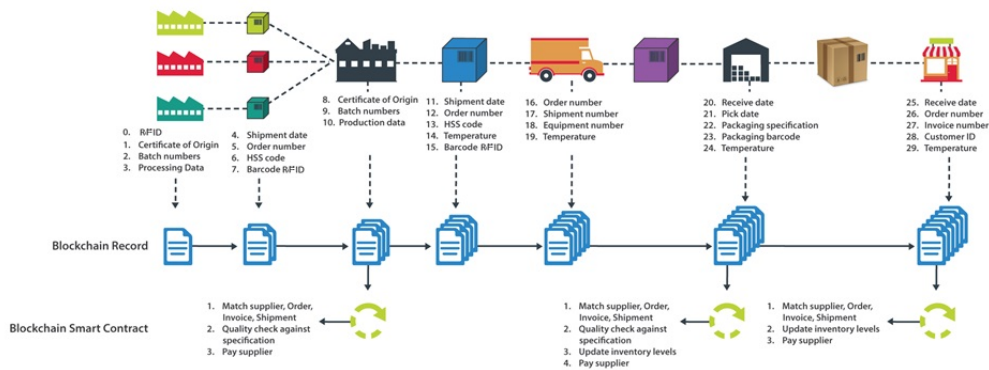 0. RFID
1. Certificate of Origin
2. Batch numbers
3. Processing Data
4. Shipment date
5. Order number
6. HSS code
7. Barcode RFID
8. Certificate of Origin
9. Batch numbers
10. Production data
11. Shipment date
12. Order number
13. HSS code
14. Temperature
15. Barcode RFID
16. Order number
17. Shipment number
18. Equipment number
19. Temperature
20. Receive date
21. Pick date
22. Packaging specification
23. Packaging barcode
24. Temperature
25. Receive date
26. Order number
27. Invoice number
28. Customer ID
29. Temperature
Blockchain Record
Blockchain Smart Contract
1. Match supplier, Order,
Invoice, Shipment
2. Quality check against
specification
3. Pay supplier
1. Match supplier, Order,
Invoice, Shipment
2. Quality check against
specification
3. Update inventory levels
4. Pay supplier
1. Match supplier, Order,
Invoice, Shipment
2. Update inventory levels
3. Pay supplier